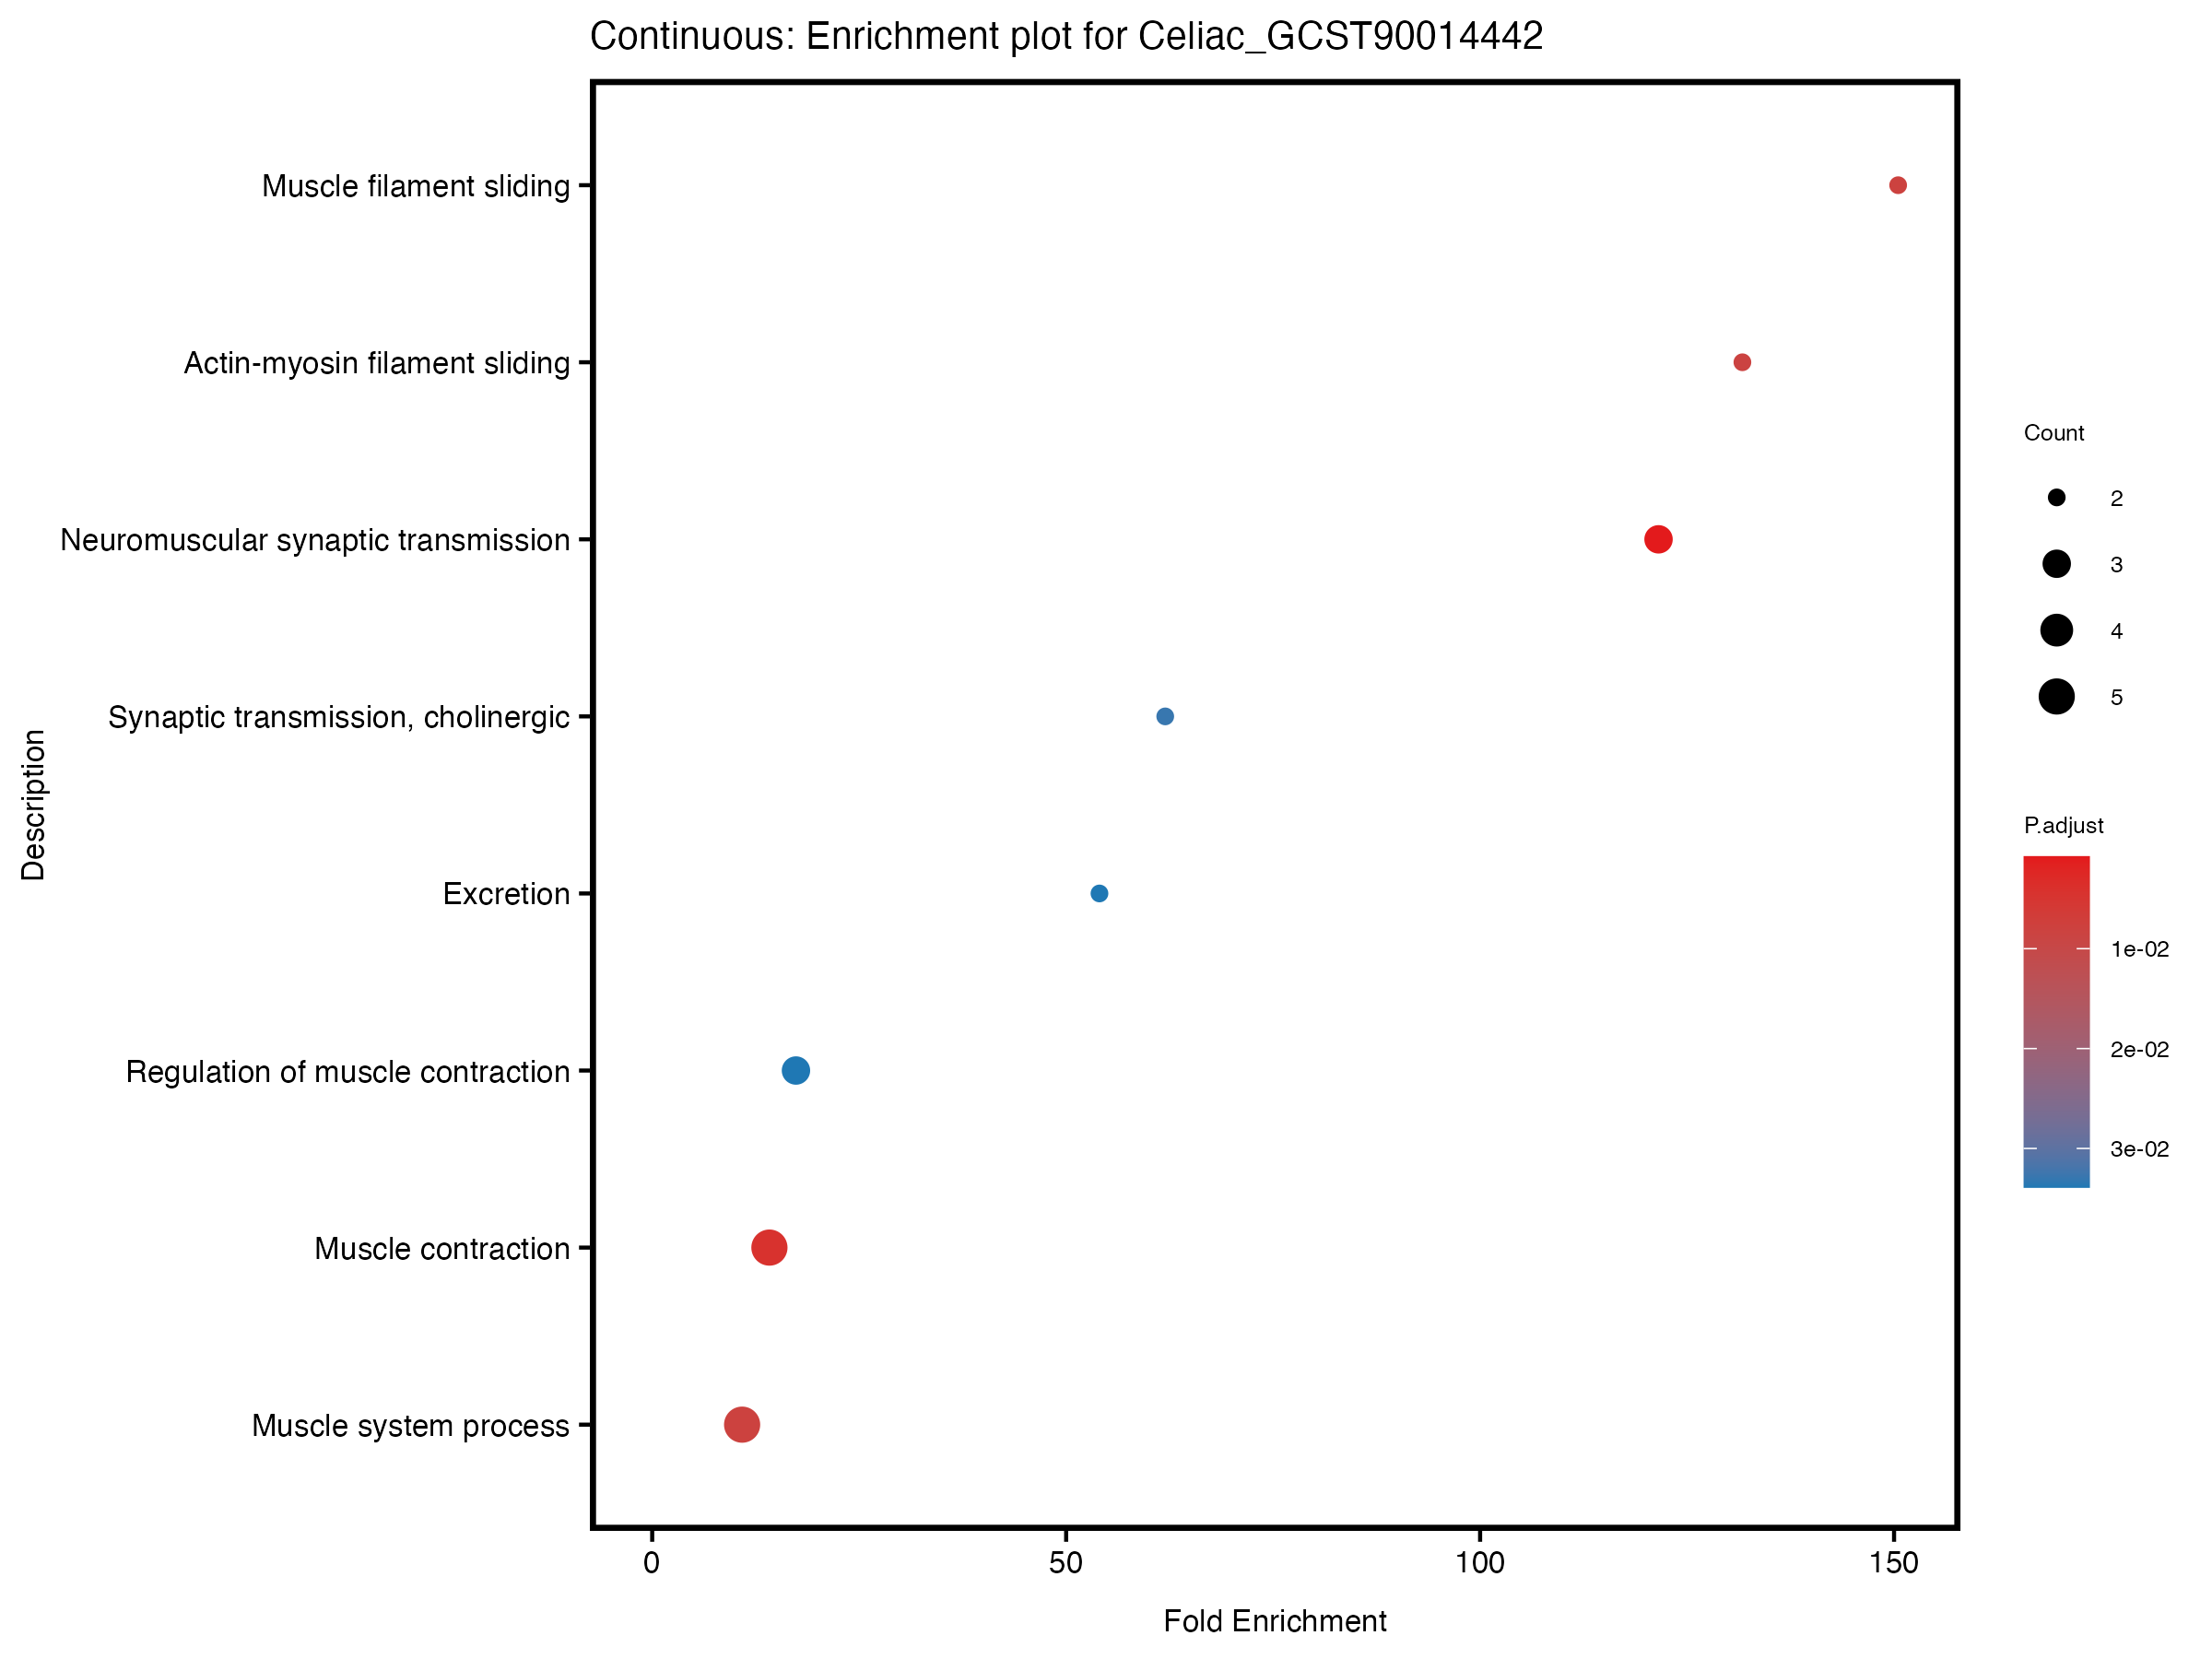 Continuous: Enrichment plot for Celiac_GCST90014442
Muscle filament sliding
Actin-myosin filament sliding
Neuromuscular synaptic transmission
Synaptic transmission, cholinergic
Excretion
Regulation of muscle contraction
Muscle contraction
Muscle system process
Description
0
50
100
150
Fold Enrichment
Count
2
3
4
5
P.adjust
1e-02
2e-02
3e-02